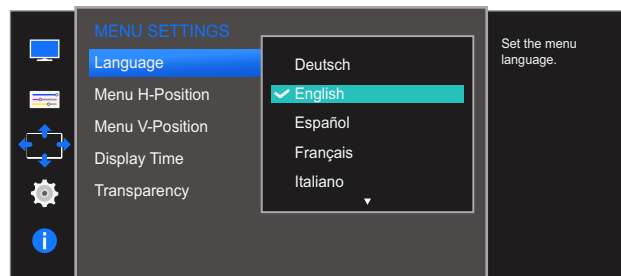 MENU SETTINGS
Language
Menu H-Position
Menu V-Position
Display Time
Transparency
Deutsch
English
Español
Français
Italiano
Set the menu
language.
i